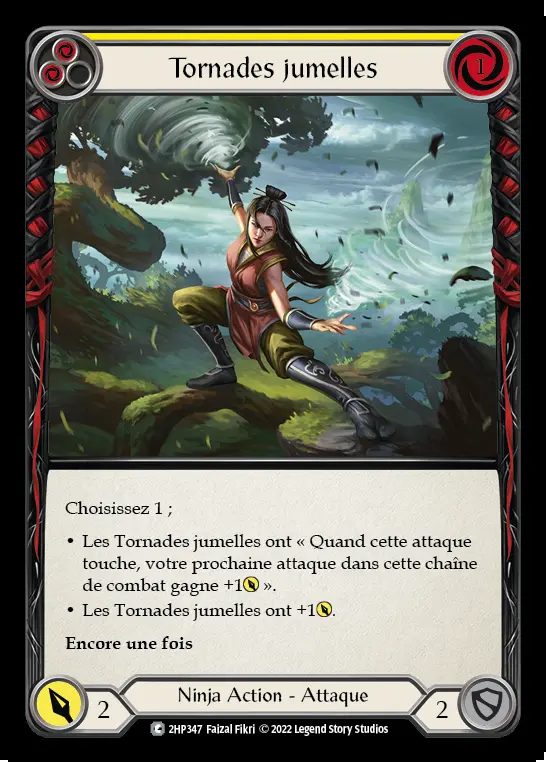 Tornades jumelles
1
Choisissez 1 ;
• Les Tornades jumelles ont « Quand cette attaque
touche, votre prochaine attaque dans cette chaîne
de combat gagne +1 ».
• Les Tornades jumelles ont +1.
Encore une fois
2
Ninja Action - Attaque
2
C 2HP347 Faizal Fikri © 2022 Legend Story Studios